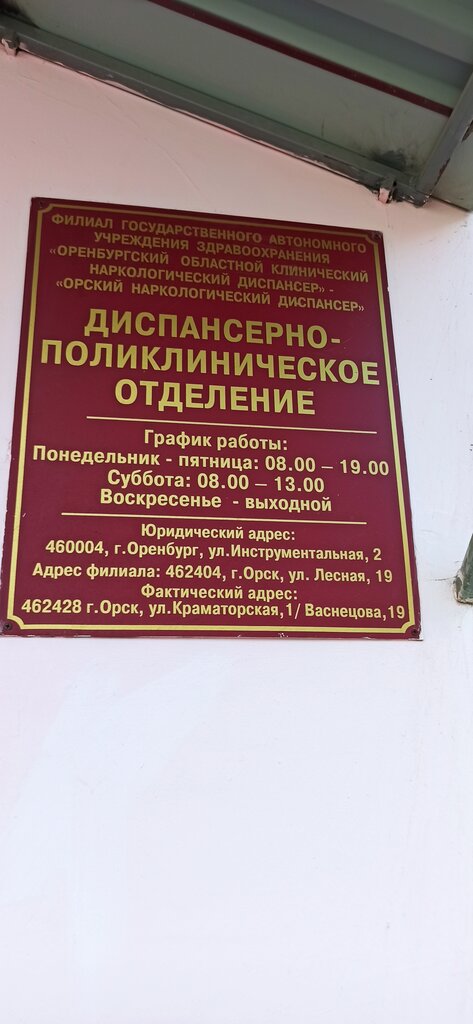 ФИЛИАЛ ГОСУДАРСТВЕННОГО АВТОНОМНОГО
УЧРЕЖДЕНИЯ ЗДРАВООХРАНЕНИЯ
«ОРЕНБУРГСКИЙ ОБЛАСТНОЙ КЛИНИЧЕСКИЙ
НАРКОЛОГИЧЕСКИЙ ДИСПАНСЕР» -
«ОРСКИЙ НАРКОЛОГИЧЕСКИЙ ДИСПАНСЕР»
ДИСПАНСЕРНО-
ПОЛИКЛИНИЧЕСКОЕ
ОТДЕЛЕНИЕ
График работы:
Понедельник - пятница: 08.00 – 19.00
Суббота: 08.00 – 13.00
Воскресенье - выходной
Юридический адрес:
460004, г.Оренбург, ул.Инструментальная, 2
Адрес филиала: 462404, г.Орск, ул. Лесная, 19
Фактический адрес:
462428 г.Орск, ул.Краматорская,1/ Васнецова,19